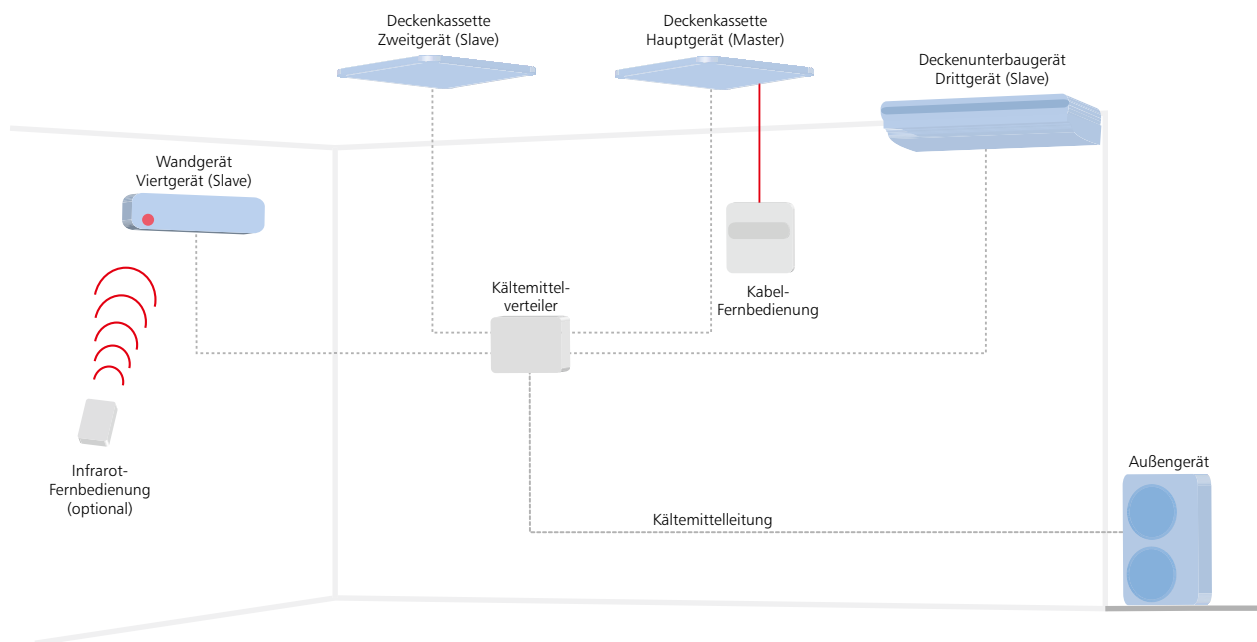 Deckenkassette
Zweitgerät (Slave)
Deckenkassette
Hauptgerät (Master)
Deckenunterbaugerät
Drittgerät (Slave)
Wandgerät
Viertgerät (Slave)
Kältemittel-
verteiler
Kabel-
Fernbedienung
Infrarot-
Fernbedienung
(optional)
Außengerät
Kältemittelleitung